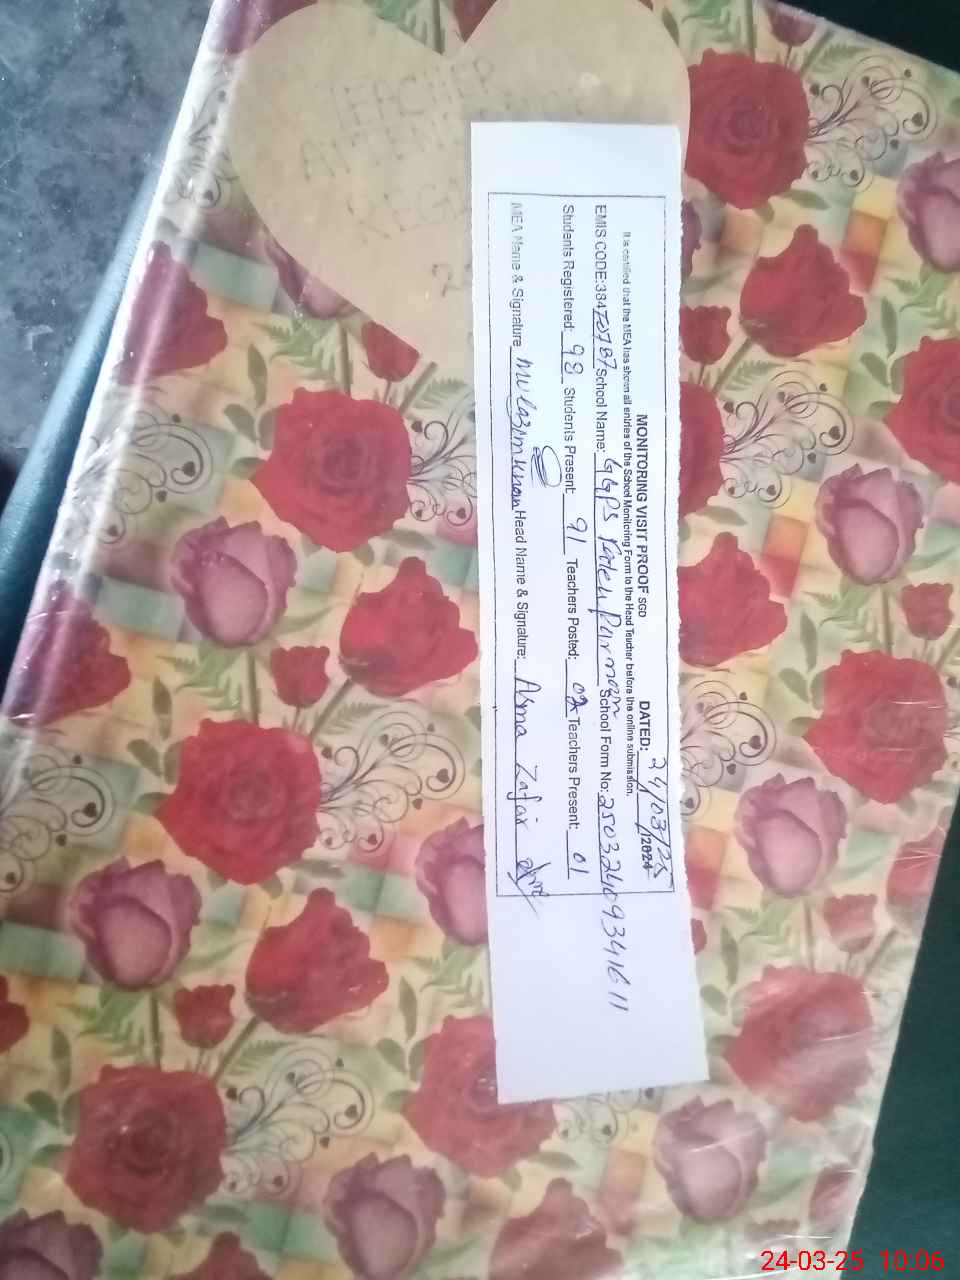 TEACHER
MONITORING VISIT PROOF SGD DATED: 24/03/25 /2024
It is certified that the MEA has shown all entries of the School Monitoring Form to the Head Teacher before the online submission.
EMIS CODE:384 School Name: GGPS School Form No: 25032409341611
Students Registered: 98 Students Present: 91 Teachers Posted: 02 Teachers Present: 01
MEA Name & Signature Mulazim Khan Head Name & Signature: Asma Zafar
24-03-25 10:06